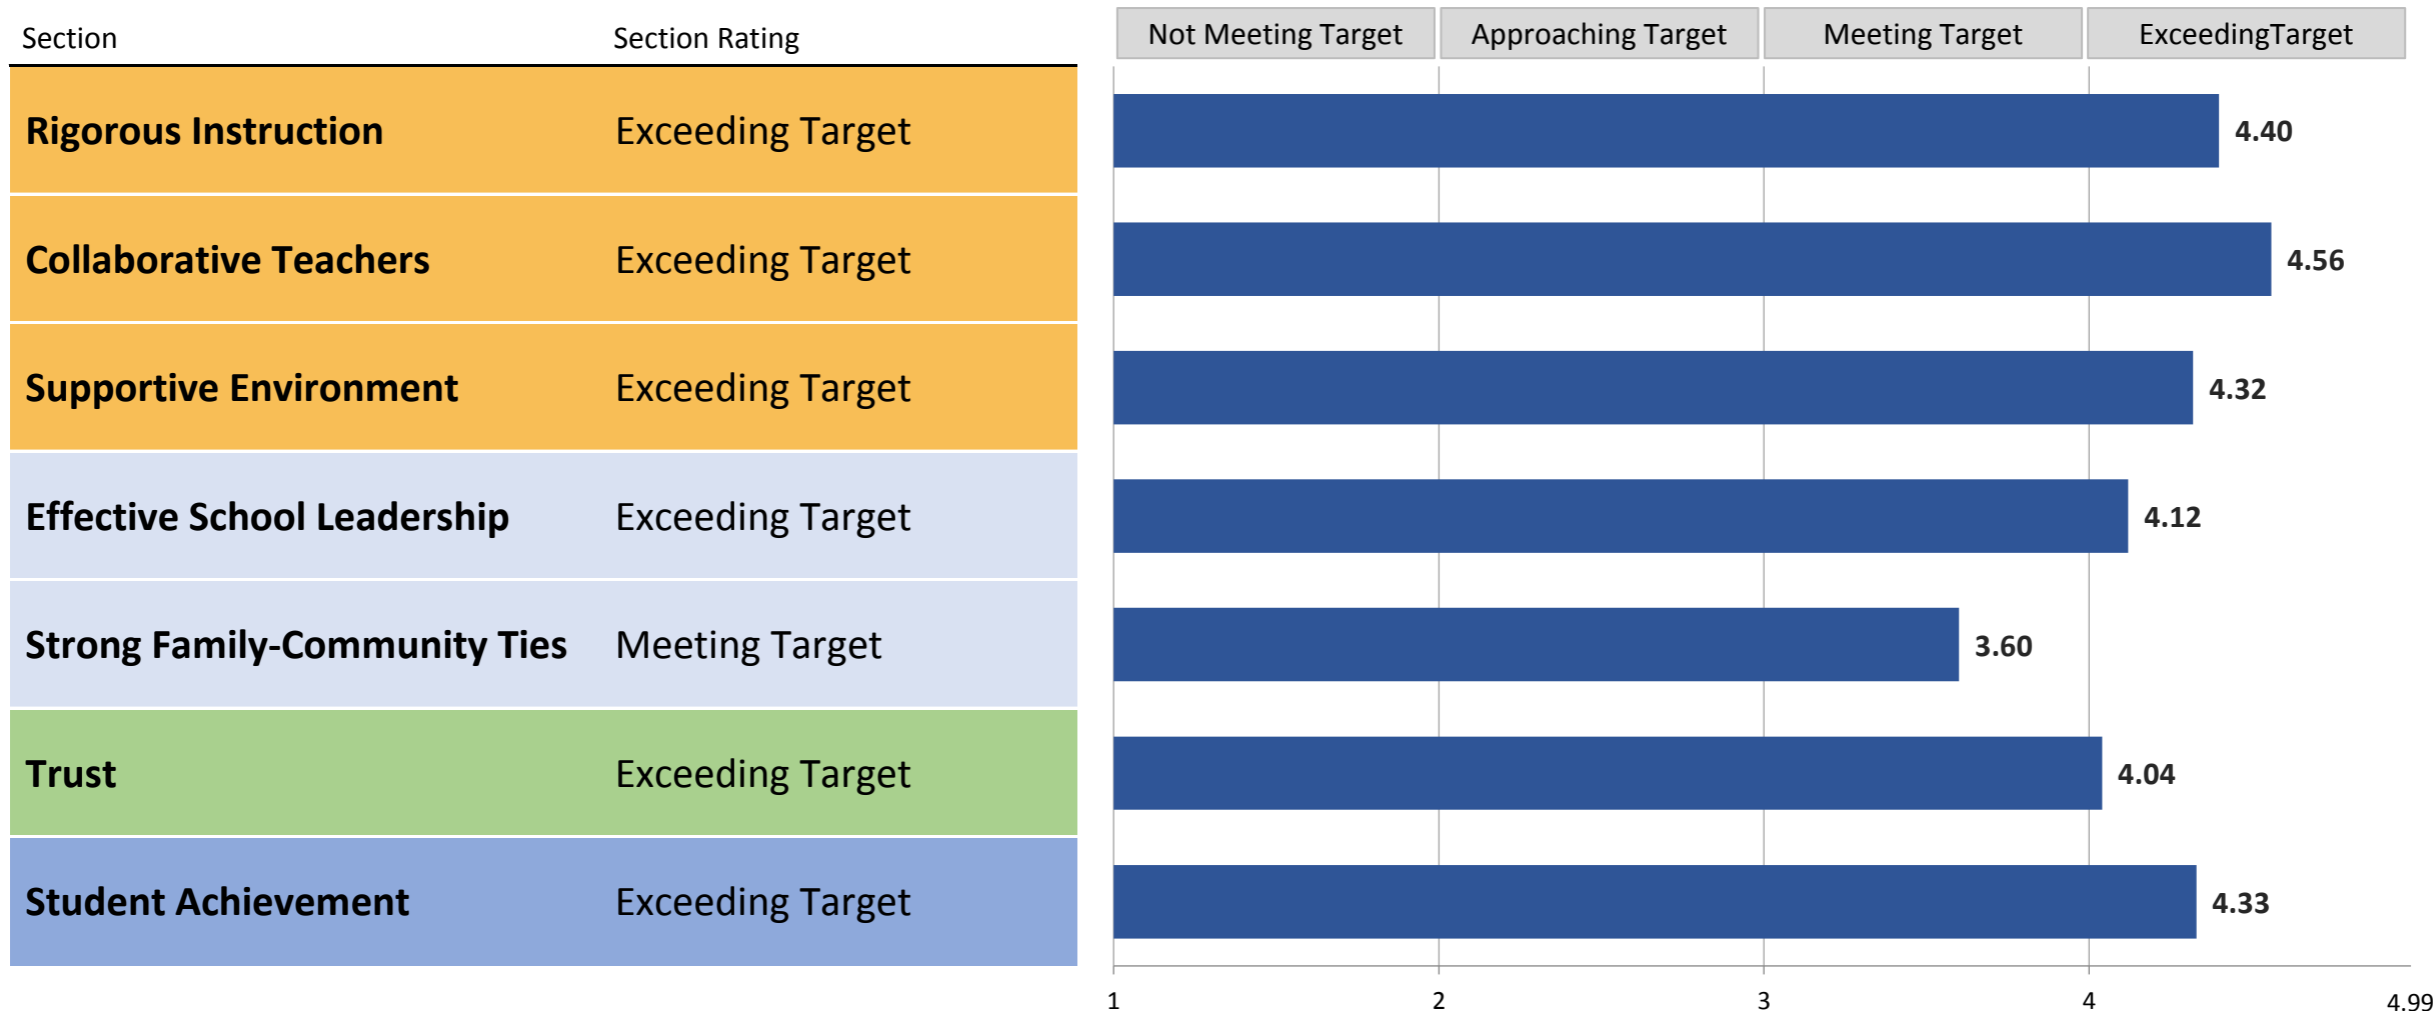 Section Section Rating Not Meeting Target Approaching Target Meeting Target ExceedingTarget
Rigorous Instruction Exceeding Target 4.40
Collaborative Teachers Exceeding Target 4.56
Supportive Environment Exceeding Target 4.32
Effective School Leadership Exceeding Target 4.12
Strong Family-Community Ties Meeting Target 3.60
Trust Exceeding Target 4.04
Student Achievement Exceeding Target 4.33
1 2 3 4 4.99